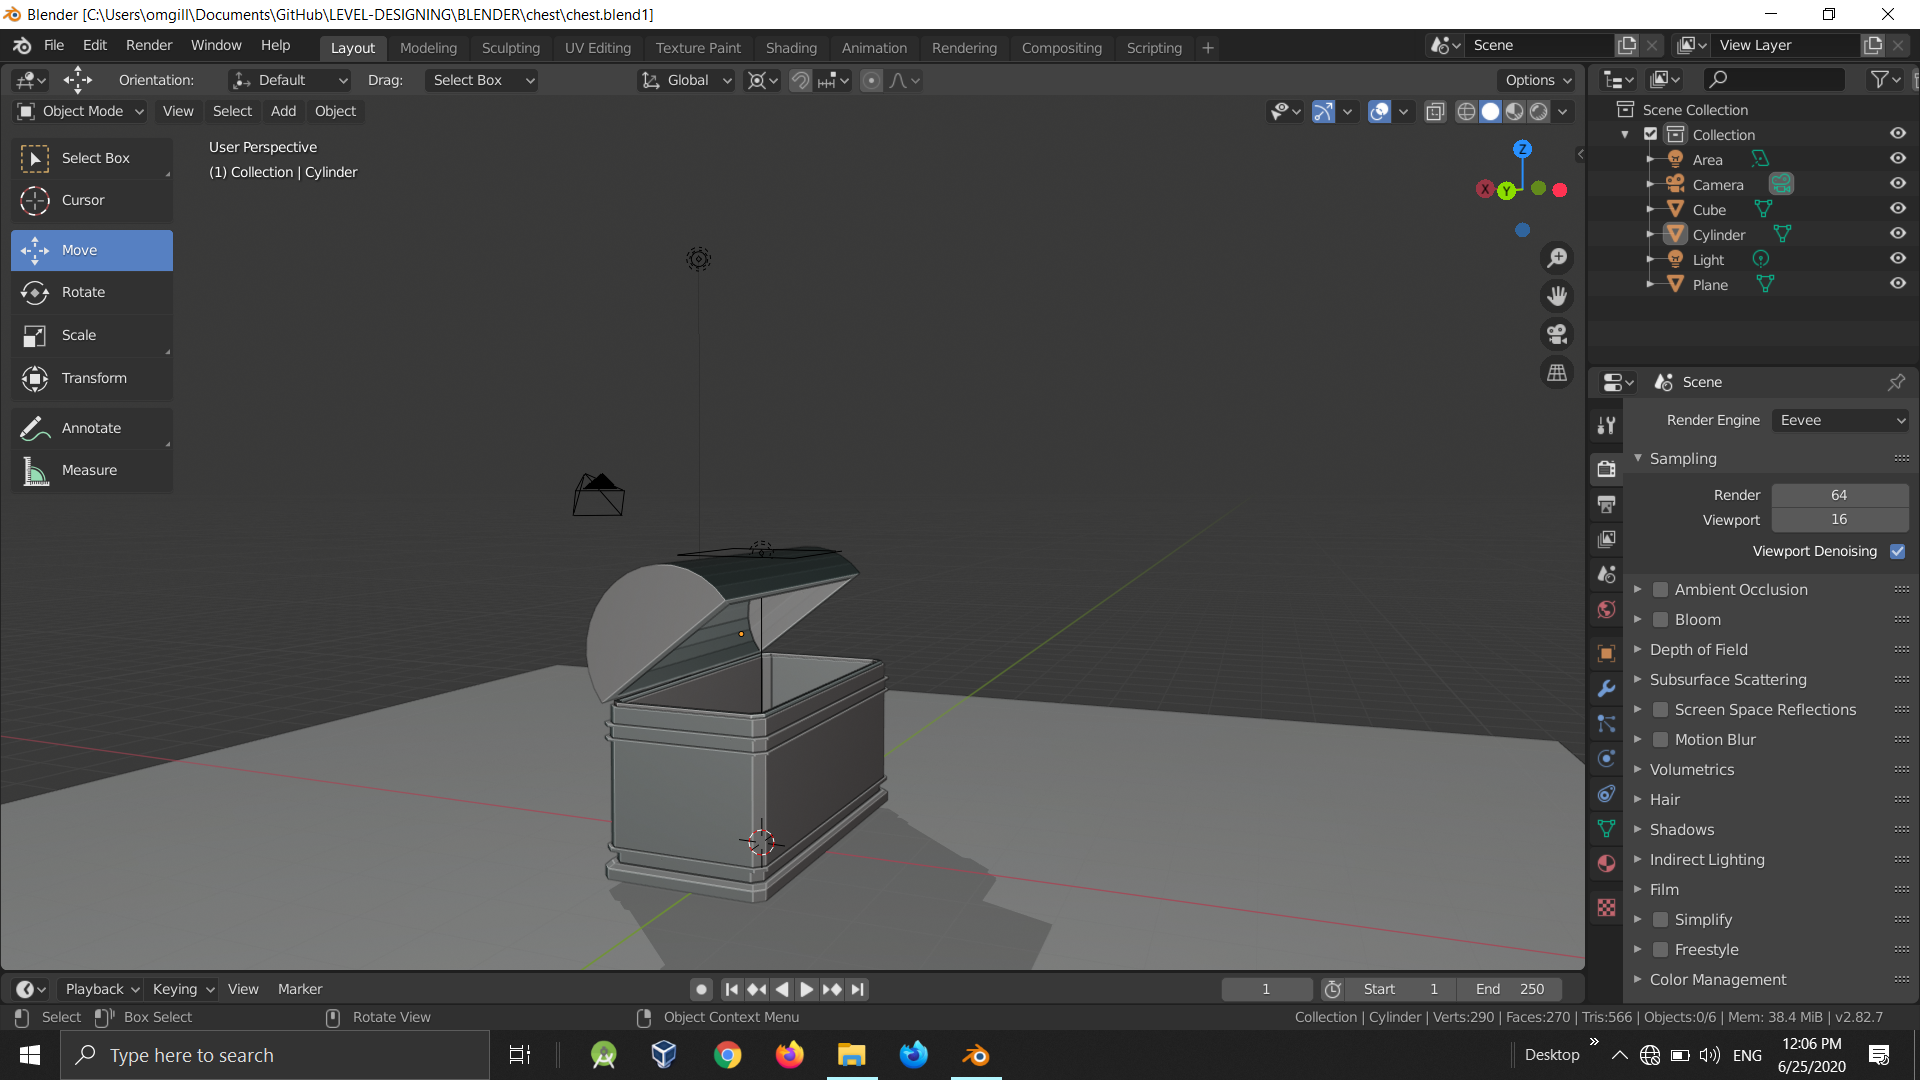 Blender [C:\Users\omgill\Documents\GitHub\LEVEL-DESIGNING\BLENDER\chest\chest.blend1]
File Edit Render Window Help Layout Modeling Sculpting UV Editing Texture Paint Shading Animation Rendering Compositing Scripting + Scene View Layer
Orientation: Default Drag: Select Box Global Options
Object Mode View Select Add Object
User Perspective
(1) Collection | Cylinder
Select Box
Cursor
Move
Rotate
Scale
Transform
Annotate
Measure
Z
X
Y
Scene Collection
Collection
Area
Camera
Cube
Cylinder
Light
Plane
Scene
Render Engine Eevee
Sampling
Render 64
Viewport 16
Viewport Denoising
Ambient Occlusion
Bloom
Depth of Field
Subsurface Scattering
Screen Space Reflections
Motion Blur
Volumetrics
Hair
Shadows
Indirect Lighting
Film
Simplify
Freestyle
Color Management
Playback Keying View Marker 1 Start 1 End 250
Select Box Select Rotate View Object Context Menu Collection | Cylinder | Verts:290 | Faces:270 | Tris:566 | Objects:0/6 | Mem: 38.4 MiB | v2.82.7
Type here to search Desktop ENG
12:06 PM
6/25/2020